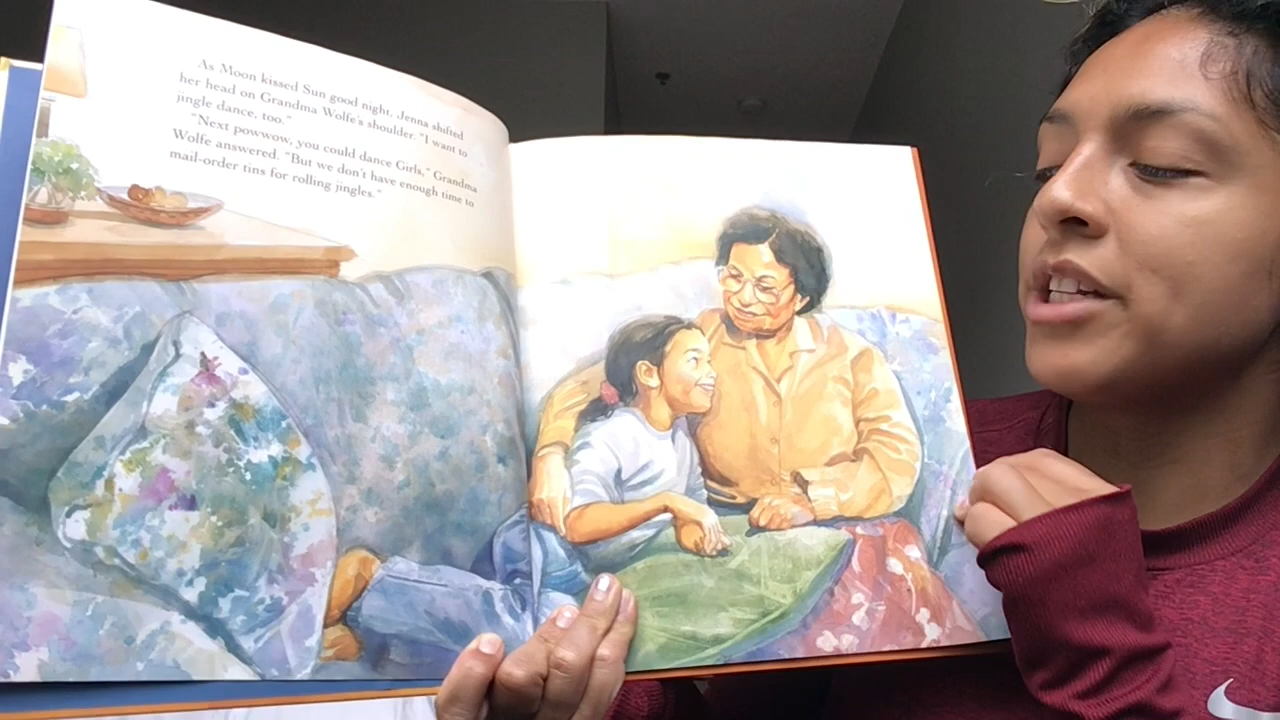 As Moon kissed Sun good night, Jenna shifted
her head on Grandma Wolfe's shoulder. "I want to
jingle dance, too."
"Next powwow, you could dance Girls," Grandma
Wolfe answered. "But we don't have enough time to
mail-order tins for rolling jingles."